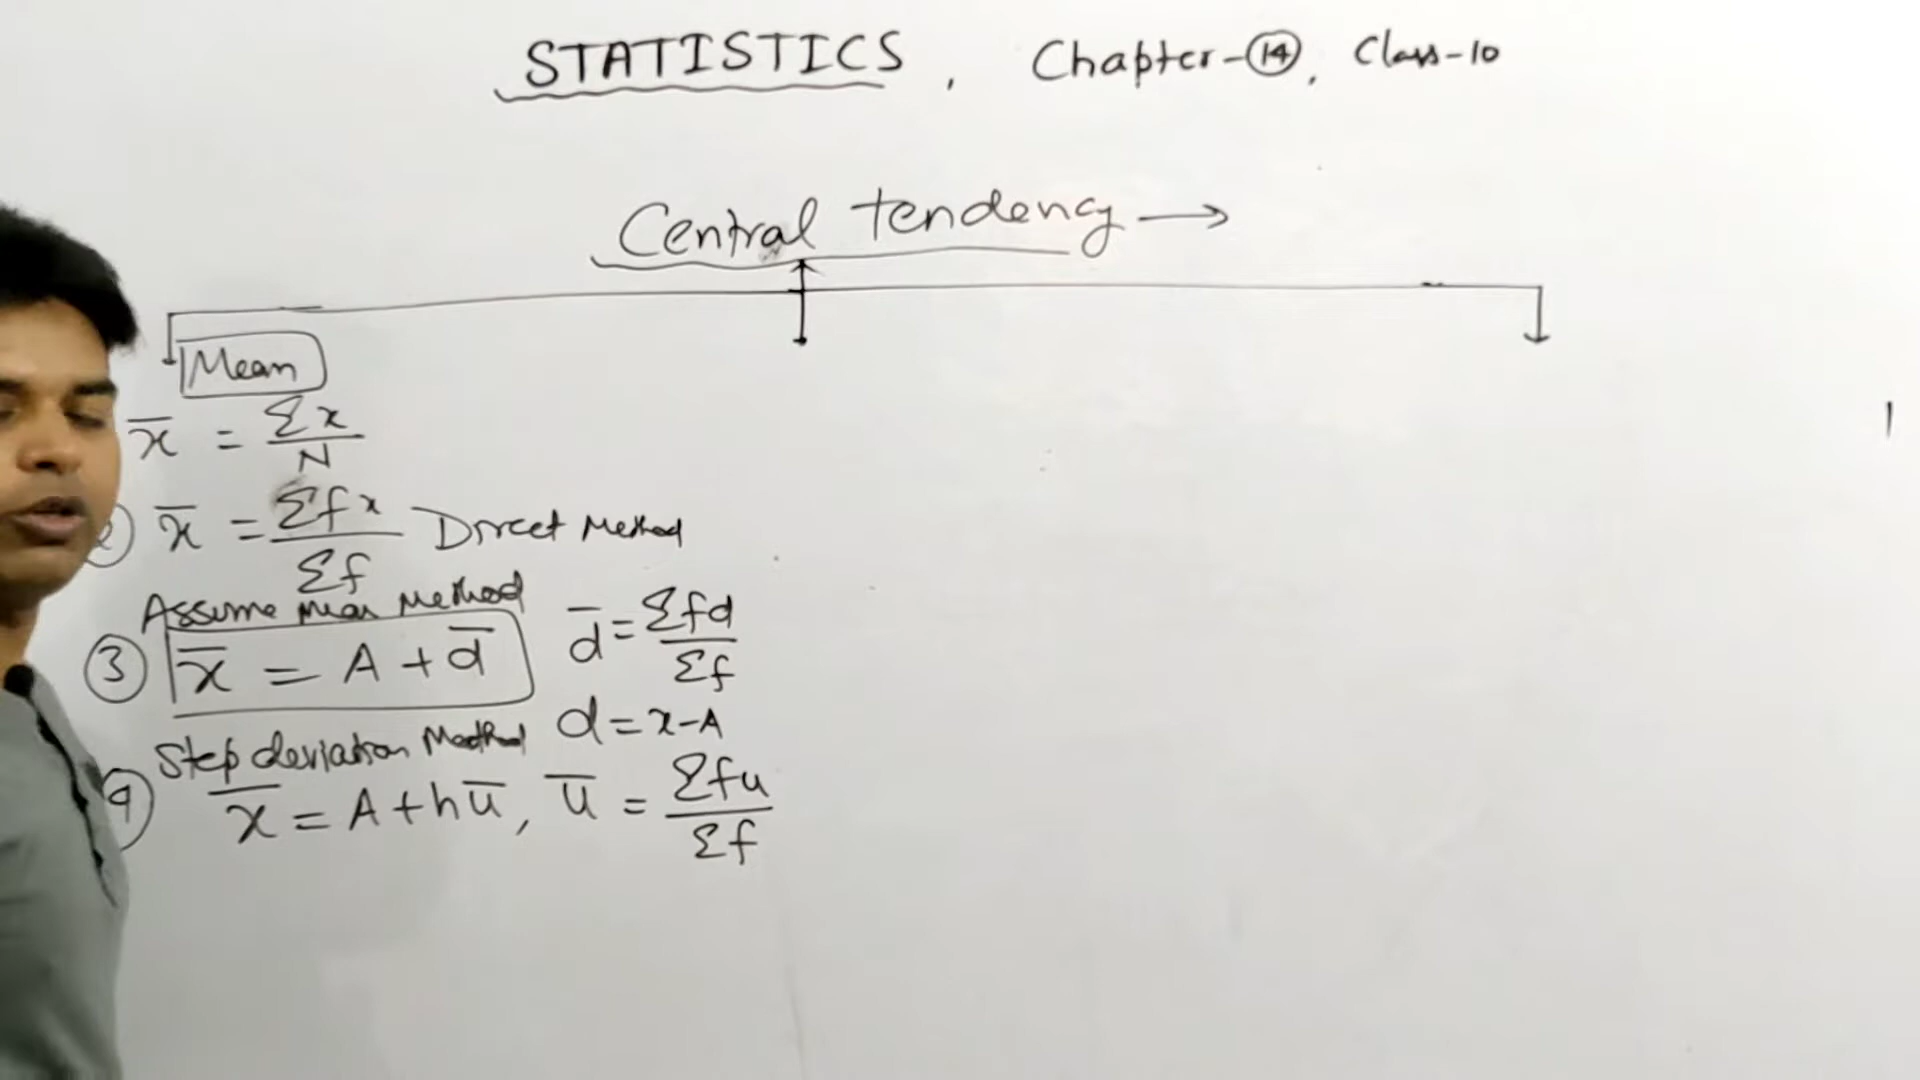 STATISTICS, Chapter-⑭, Class-10
Central tendency →
Mean
x̄ = Σx / N
② x̄ = Σfx / Σf Direct Method
Assume Mean Method
③ x̄ = A + d̄ d̄ = Σfd / Σf
d = x-A
Step deviation Method
④ x̄ = A + hū, ū = Σfu / Σf